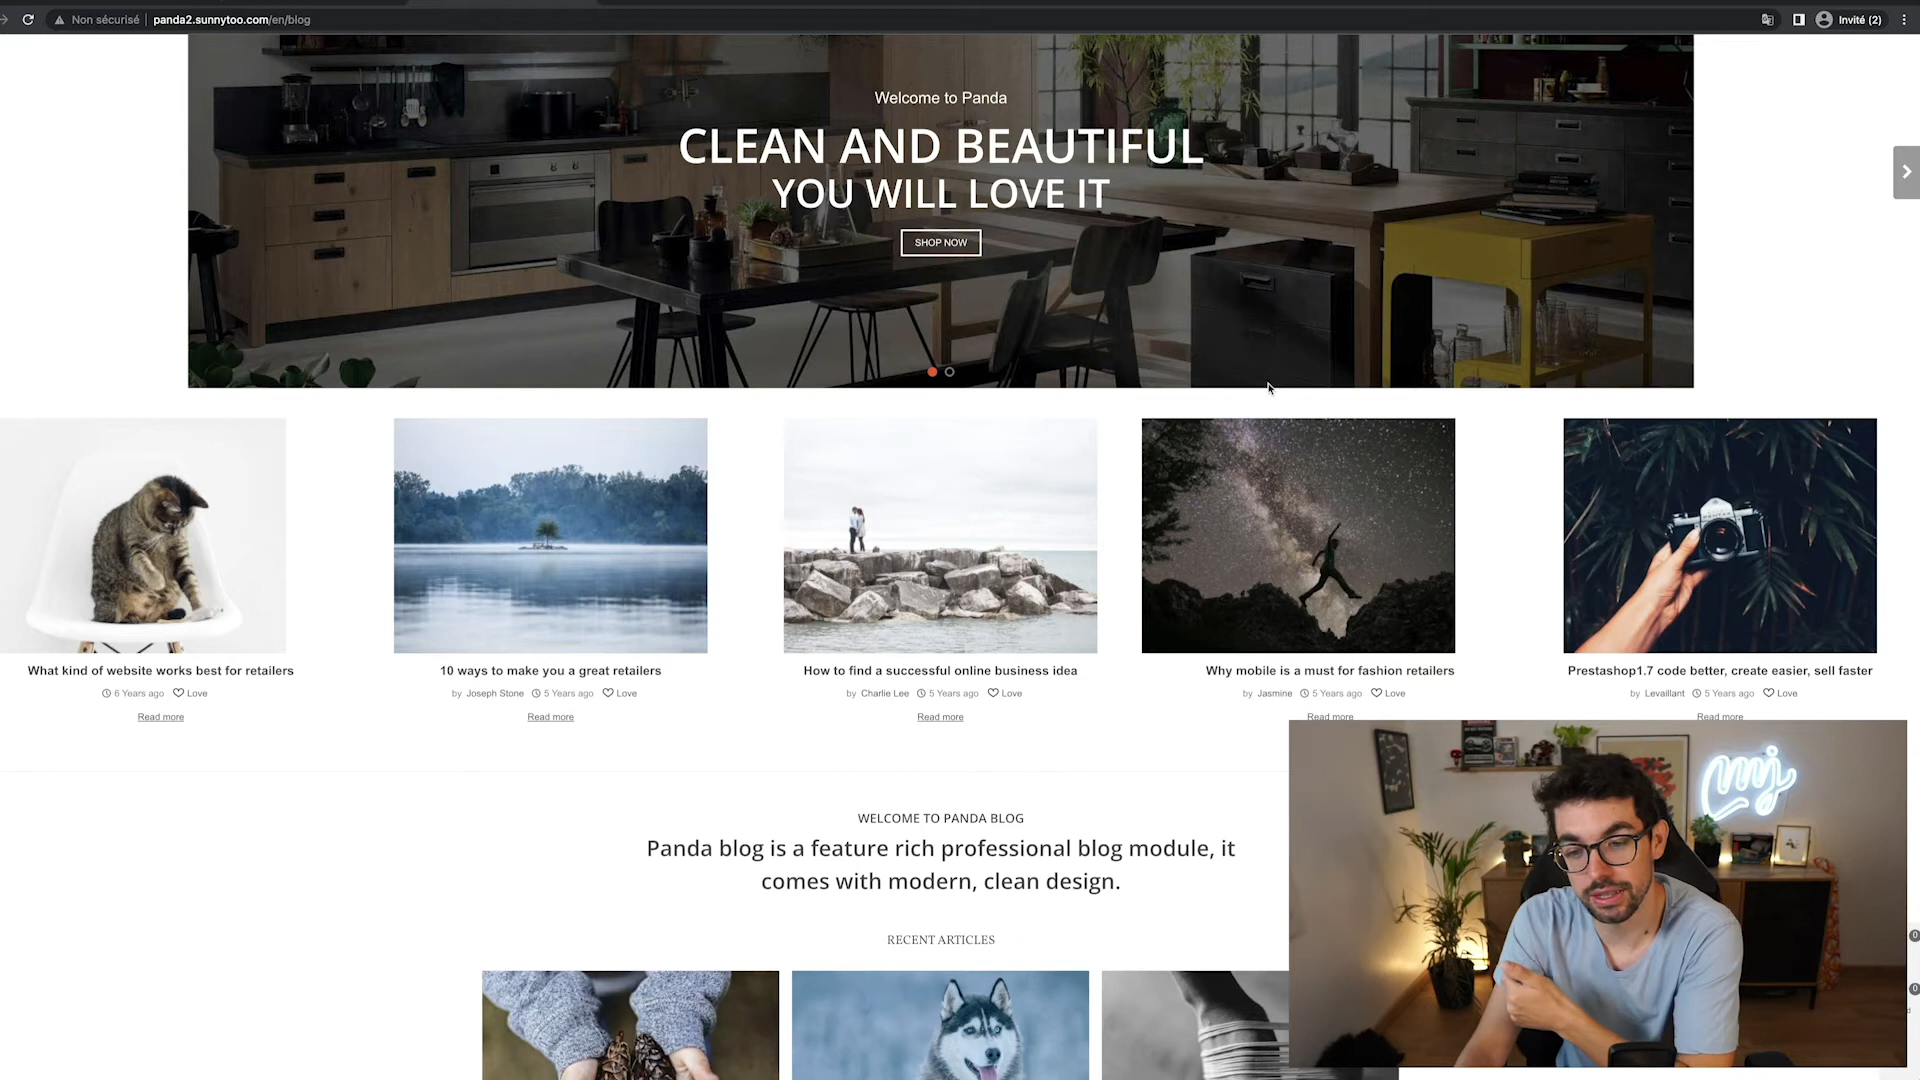 Non sécurisé
panda2.sunnytoo.com/en/blog
Invité (2)
Welcome to Panda
CLEAN AND BEAUTIFUL
YOU WILL LOVE IT
SHOP NOW
What kind of website works best for retailers
6 Years ago Love
Read more
10 ways to make you a great retailers
by Joseph Stone 5 Years ago Love
Read more
How to find a successful online business idea
by Charlie Lee 5 Years ago Love
Read more
Why mobile is a must for fashion retailers
by Jasmine 5 Years ago Love
Read more
Prestashop1.7 code better, create easier, sell faster
by Levaillant 5 Years ago Love
Read more
WELCOME TO PANDA BLOG
Panda blog is a feature rich professional blog module, it
comes with modern, clean design.
RECENT ARTICLES
mj
0
0